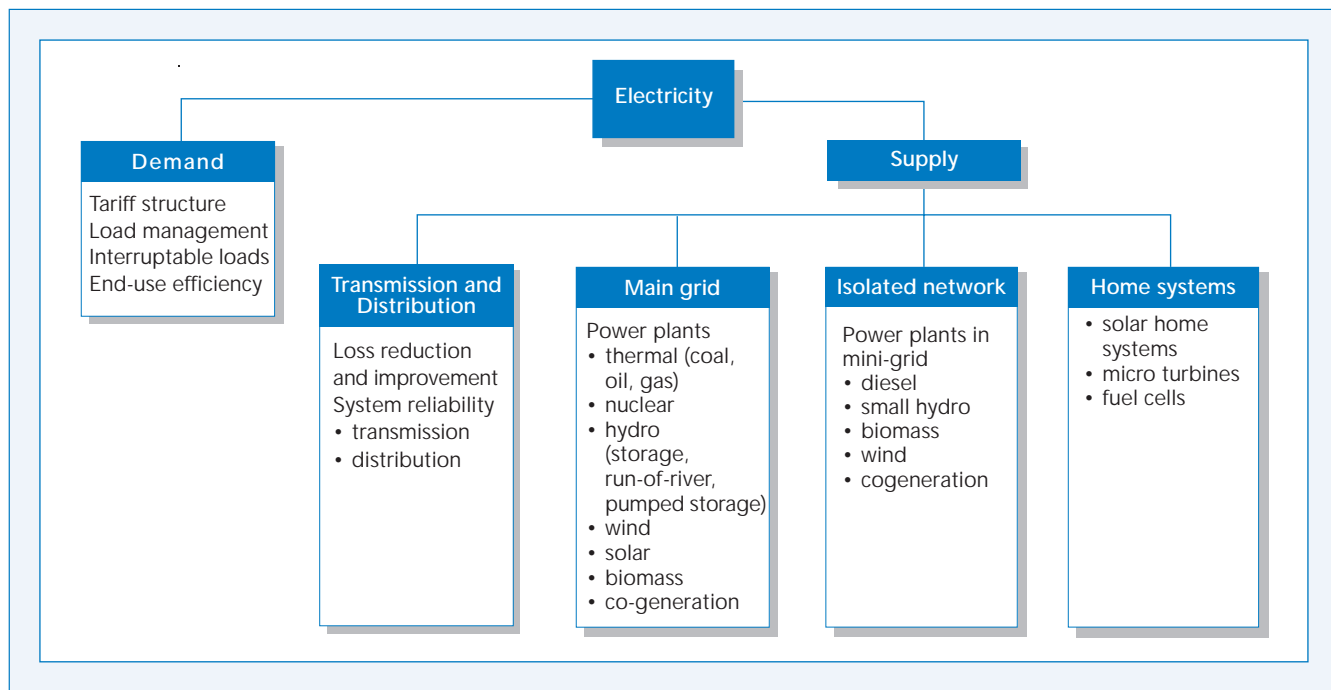 Electricity
Demand
Tariff structure
Load management
Interruptable loads
End-use efficiency
Supply
Transmission and
Distribution
Loss reduction
and improvement
System reliability
• transmission
• distribution
Main grid
Power plants
• thermal (coal,
oil, gas)
• nuclear
• hydro
(storage,
run-of-river,
pumped storage)
• wind
• solar
• biomass
• co-generation
Isolated network
Power plants in
mini-grid
• diesel
• small hydro
• biomass
• wind
• cogeneration
Home systems
• solar home
systems
• micro turbines
• fuel cells